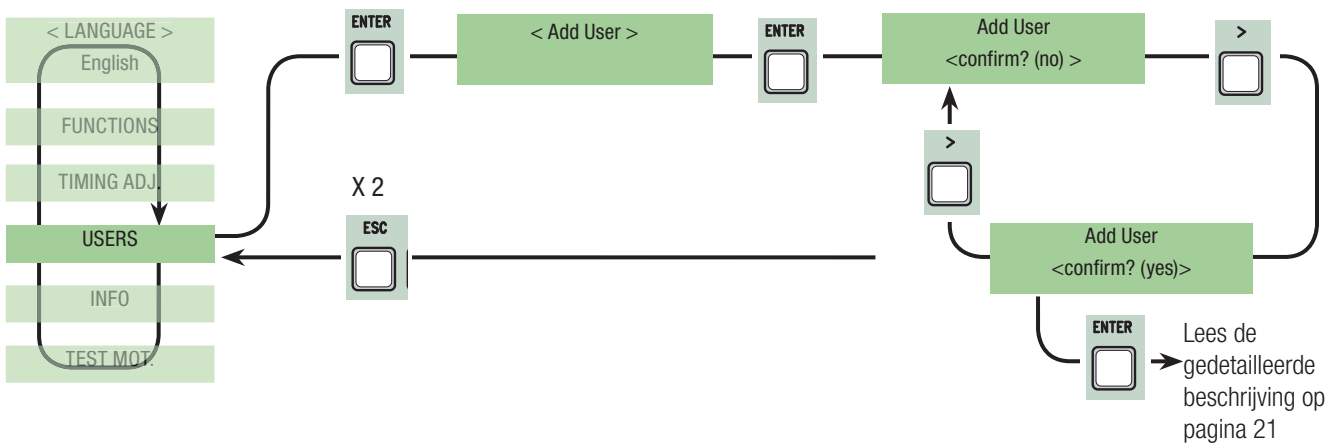 < LANGUAGE >
English
FUNCTIONS
TIMING ADJ.
USERS
INFO
TEST MOT.
ENTER
< Add User >
ENTER
Add User
<confirm? (no) >
>
>
Add User
<confirm? (yes)>
ENTER
Lees de
gedetailleerde
beschrijving op
pagina 21
X 2
ESC